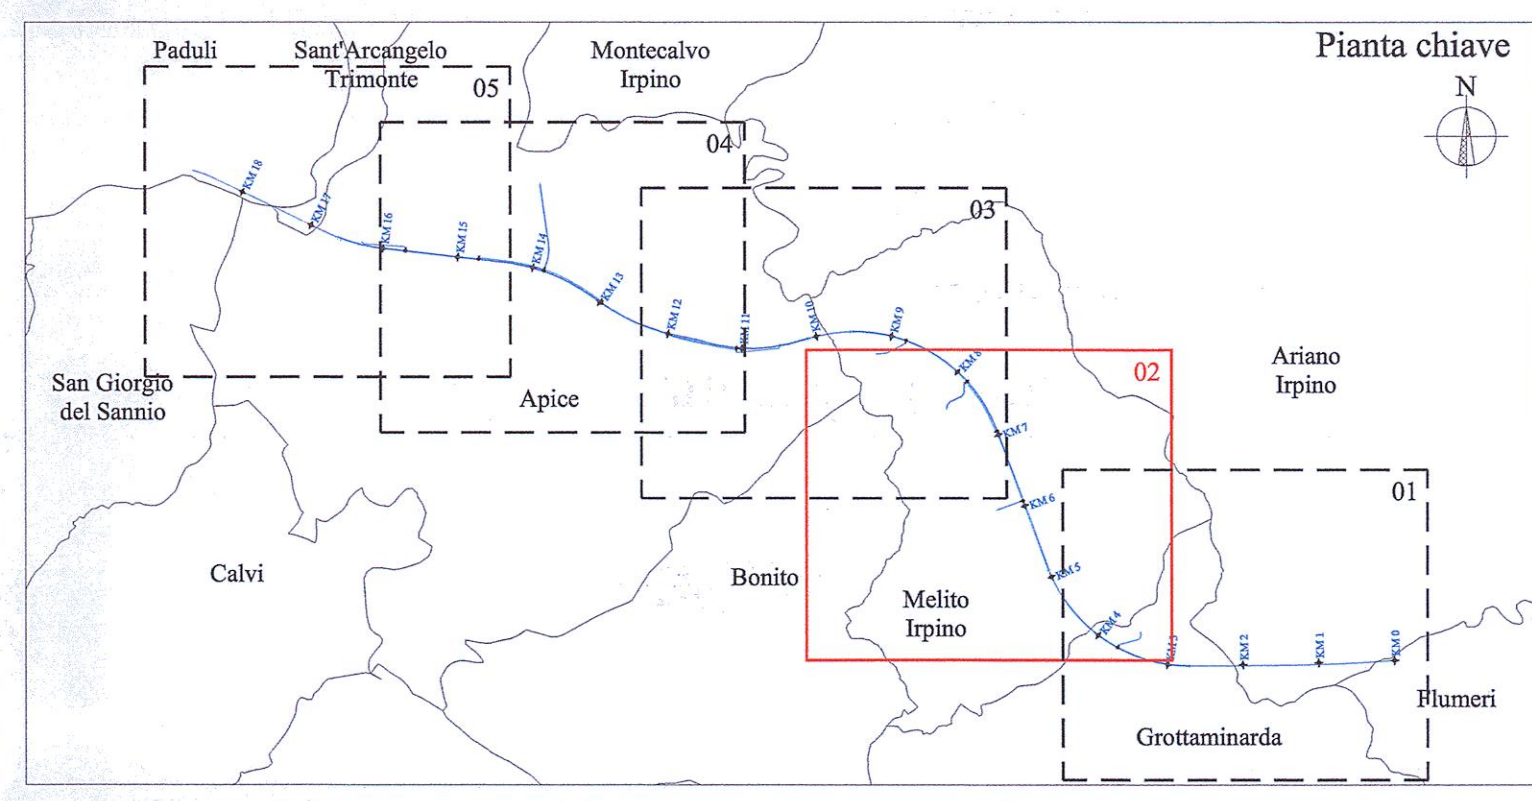 Pianta chiave
N
Paduli
Sant'Arcangelo
Trimonte
Montecalvo
Irpino
05
04
03
02
01
KM 18
KM 17
KM 16
KM 15
KM 14
KM 13
KM 12
KM 11
KM 10
KM 9
KM 8
KM 7
KM 6
KM 5
KM 4
KM 3
KM 2
KM 1
KM 0
San Giorgio
del Sannio
Apice
Ariano
Irpino
Calvi
Bonito
Melito
Irpino
Flumeri
Grottaminarda